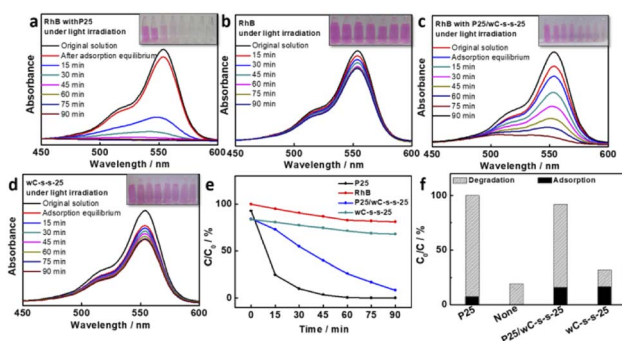 a
RhB withP25
under light irradiation
Original solution
After adsorption equilibrium
15 min
30 min
45 min
60 min
75 min
90 min
Absorbance
450 500 550 600
Wavelength / nm
b
RhB
under light irradiation
Original solution
15 min
30 min
45 min
60 min
75 min
90 min
Absorbance
450 500 550 600
Wavelength / nm
c
RhB with P25/wC-s-s-25
under light irradiation
Original solution
Adsorption equilibrium
15 min
30 min
45 min
60 min
75 min
90 min
Absorbance
450 500 550 600
Wavelength / nm
d
wC-s-s-25
under light irradiation
Original solution
Adsorption equilibrium
15 min
30 min
45 min
60 min
75 min
90 min
Absorbance
450 500 550 600
Wavelength / nm
e
P25
RhB
P25/wC-s-s-25
wC-s-s-25
C/C0 / %
100
50
0
0 15 30 45 60 75 90
Time / min
f
Degradation
Adsorption
C0/C / %
100
50
0
P25
None
P25/wC-s-s-25
wC-s-s-25